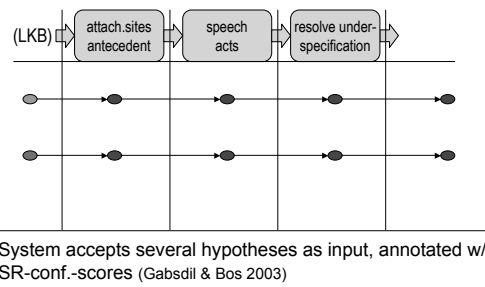 (LKB)
attach.sites
antecedent
speech
acts
resolve under-
specification
System accepts several hypotheses as input, annotated w/
SR-conf.-scores (Gabsdil & Bos 2003)